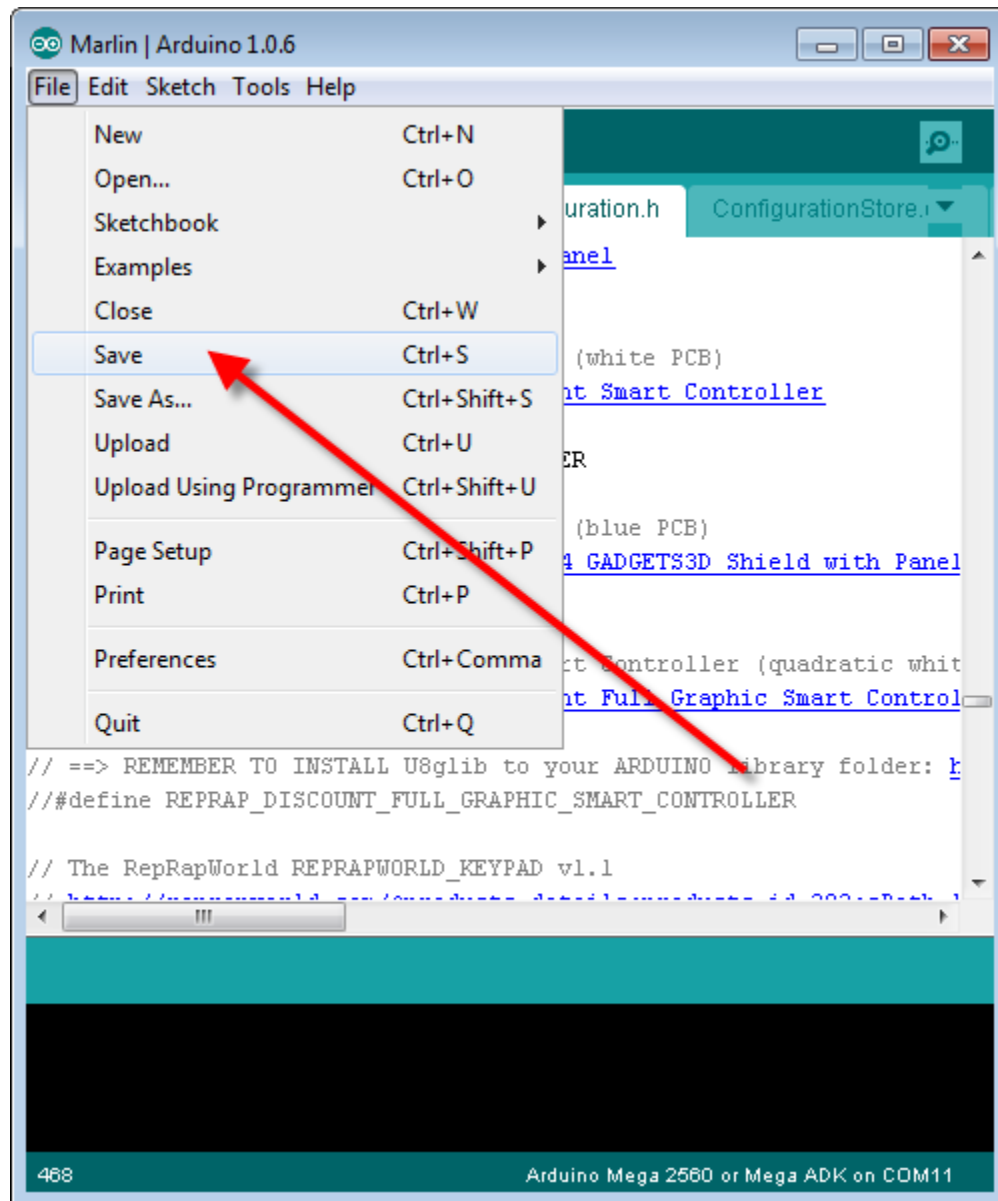 Marlin | Arduino 1.0.6
File Edit Sketch Tools Help
New Ctrl+N
Open... Ctrl+O
Sketchbook
Examples
Close Ctrl+W
Save Ctrl+S
Save As... Ctrl+Shift+S
Upload Ctrl+U
Upload Using Programmer Ctrl+Shift+U
Page Setup Ctrl+Shift+P
Print Ctrl+P
Preferences Ctrl+Comma
Quit Ctrl+Q
uration.h ConfigurationStore.
anel
(white PCB)
nt Smart Controller
ER
(blue PCB)
4 GADGETS3D Shield with Panel
rt Controller (quadratic whit
nt Full Graphic Smart Control
// ==> REMEMBER TO INSTALL U8glib to your ARDUINO library folder: h
//#define REPRAP_DISCOUNT_FULL_GRAPHIC_SMART_CONTROLLER
// The RepRapWorld REPRAPWORLD_KEYPAD v1.1
468 Arduino Mega 2560 or Mega ADK on COM11